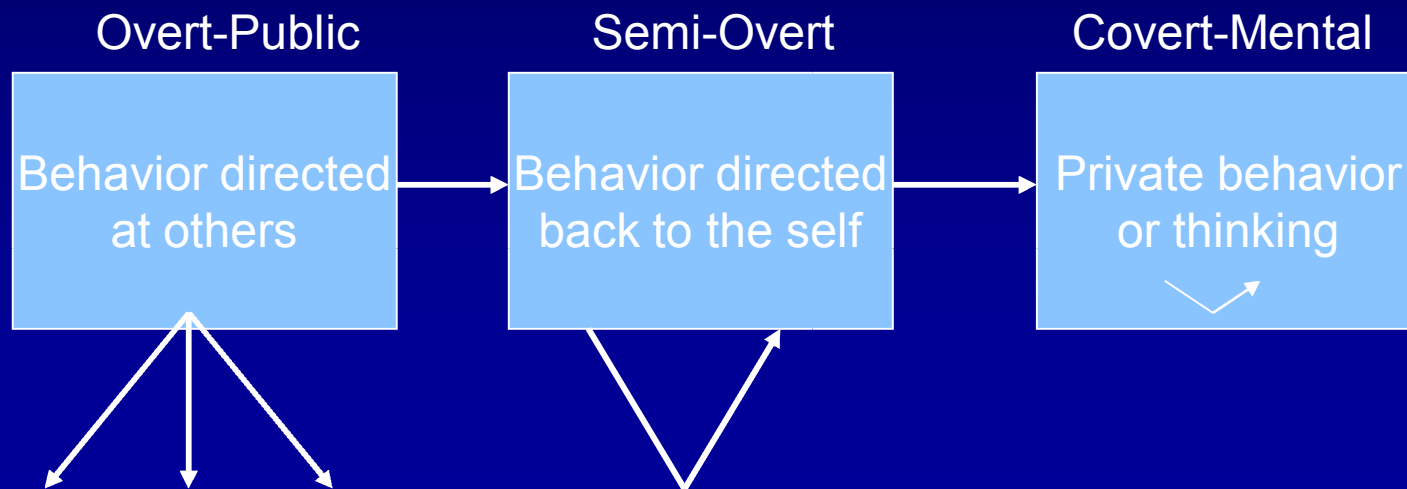 Overt-Public
Semi-Overt
Covert-Mental
Behavior directed
at others
Behavior directed
back to the self
Private behavior
or thinking